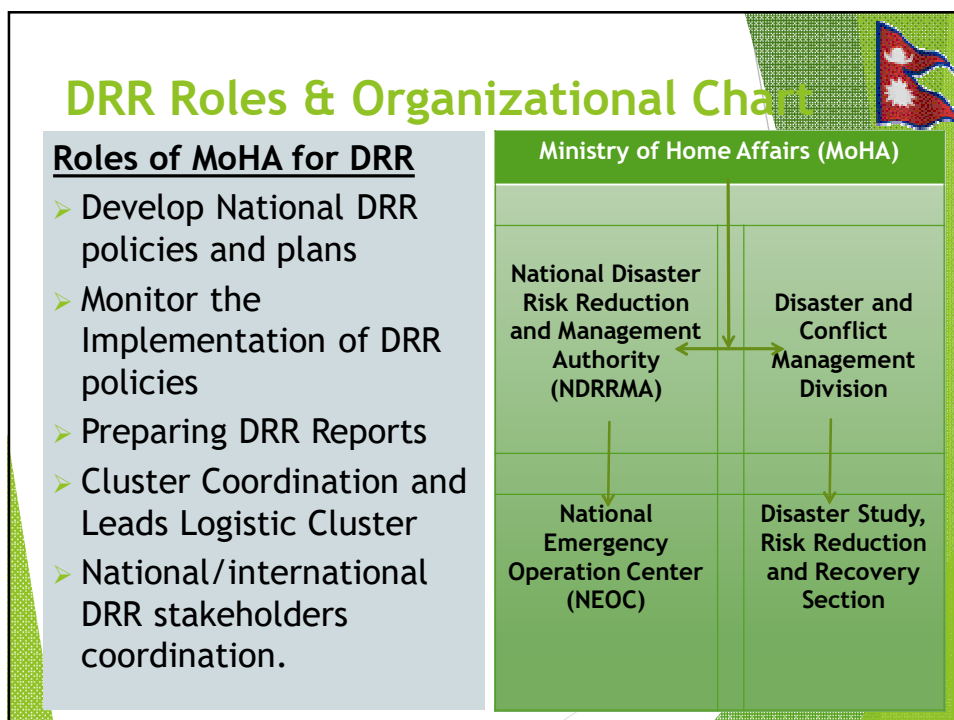 DRR Roles & Organizational Chart
Roles of MoHA for DRR
Develop National DRR
policies and plans
Monitor the
Implementation of DRR
policies
Preparing DRR Reports
Cluster Coordination and
Leads Logistic Cluster
National/international
DRR stakeholders
coordination.
Ministry of Home Affairs (MoHA)
National Disaster
Risk Reduction
and Management
Authority
(NDRRMA)
Disaster and
Conflict
Management
Division
National
Emergency
Operation Center
(NEOC)
Disaster Study,
Risk Reduction
and Recovery
Section